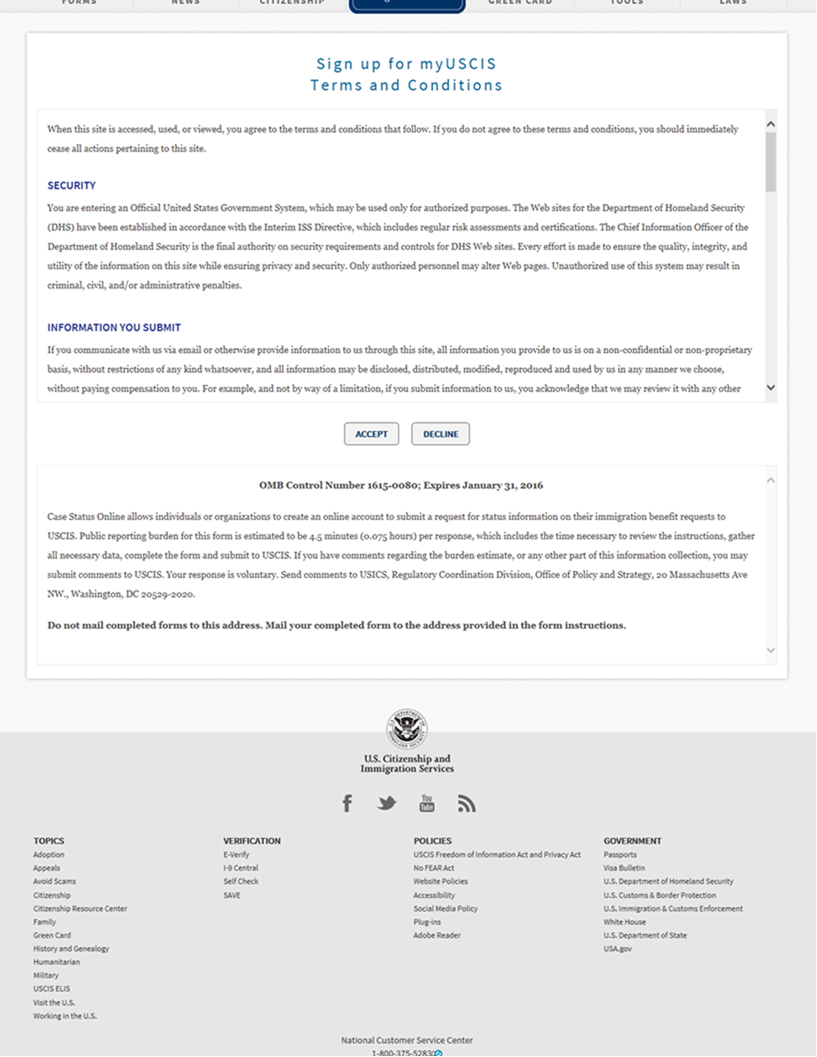 FORMS NEWS CITIZENSHIP GREEN CARD TOOLS LAWS
Sign up for myUSCIS
Terms and Conditions
When this site is accessed, used, or viewed, you agree to the terms and conditions that follow. If you do not agree to these terms and conditions, you should immediately
cease all actions pertaining to this site.
SECURITY
You are entering an Official United States Government System, which may be used only for authorized purposes. The Web sites for the Department of Homeland Security
(DHS) have been established in accordance with the Interim ISS Directive, which includes regular risk assessments and certifications. The Chief Information Officer of the
Department of Homeland Security is the final authority on security requirements and controls for DHS Web sites. Every effort is made to ensure the quality, integrity, and
utility of the information on this site while ensuring privacy and security. Only authorized personnel may alter Web pages. Unauthorized use of this system may result in
criminal, civil, and/or administrative penalties.
INFORMATION YOU SUBMIT
If you communicate with us via email or otherwise provide information to us through this site, all information you provide to us is on a non-confidential or non-proprietary
basis, without restrictions of any kind whatsoever, and all information may be disclosed, distributed, modified, reproduced and used by us in any manner we choose,
without paying compensation to you. For example, and not by way of a limitation, if you submit information to us, you acknowledge that we may review it with any other
ACCEPT DECLINE
OMB Control Number 1615-0080; Expires January 31, 2016
Case Status Online allows individuals or organizations to create an online account to submit a request for status information on their immigration benefit requests to
USCIS. Public reporting burden for this form is estimated to be 4.5 minutes (0.075 hours) per response, which includes the time necessary to review the instructions, gather
all necessary data, complete the form and submit to USCIS. If you have comments regarding the burden estimate, or any other part of this information collection, you may
submit comments to USCIS. Your response is voluntary. Send comments to USICS, Regulatory Coordination Division, Office of Policy and Strategy, 20 Massachusetts Ave
NW., Washington, DC 20529-2020.
Do not mail completed forms to this address. Mail your completed form to the address provided in the form instructions.
U.S. Citizenship and
Immigration Services
You
Tube
TOPICS
Adoption
Appeals
Avoid Scams
Citizenship
Citizenship Resource Center
Family
Green Card
History and Genealogy
Humanitarian
Military
USCIS ELIS
Visit the U.S.
Working in the U.S.
VERIFICATION
E-Verify
I-9 Central
Self Check
SAVE
POLICIES
USCIS Freedom of Information Act and Privacy Act
No FEAR Act
Website Policies
Accessibility
Social Media Policy
Plug-ins
Adobe Reader
GOVERNMENT
Passports
Visa Bulletin
U.S. Department of Homeland Security
U.S. Customs & Border Protection
U.S. Immigration & Customs Enforcement
White House
U.S. Department of State
USA.gov
National Customer Service Center
1-800-375-5283